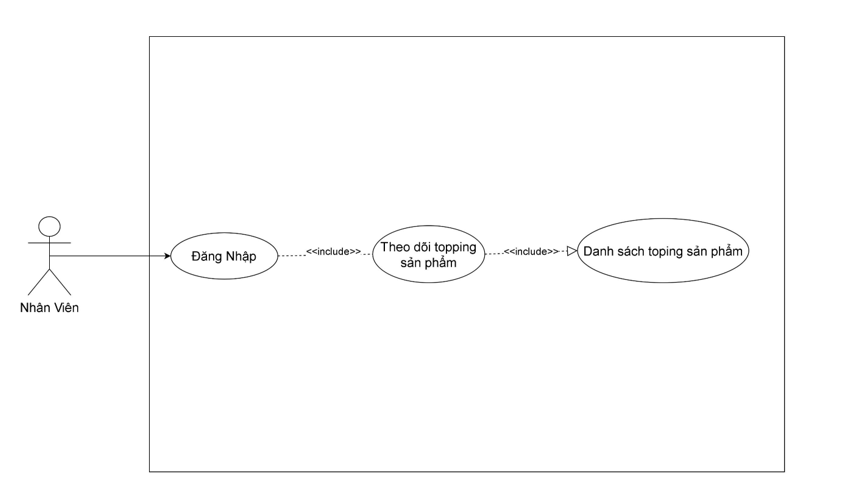 Theo dõi topping
sản phẩm
Đăng Nhập
<<include>>
<<include>>
Danh sách toping sản phẩm
Nhân Viên